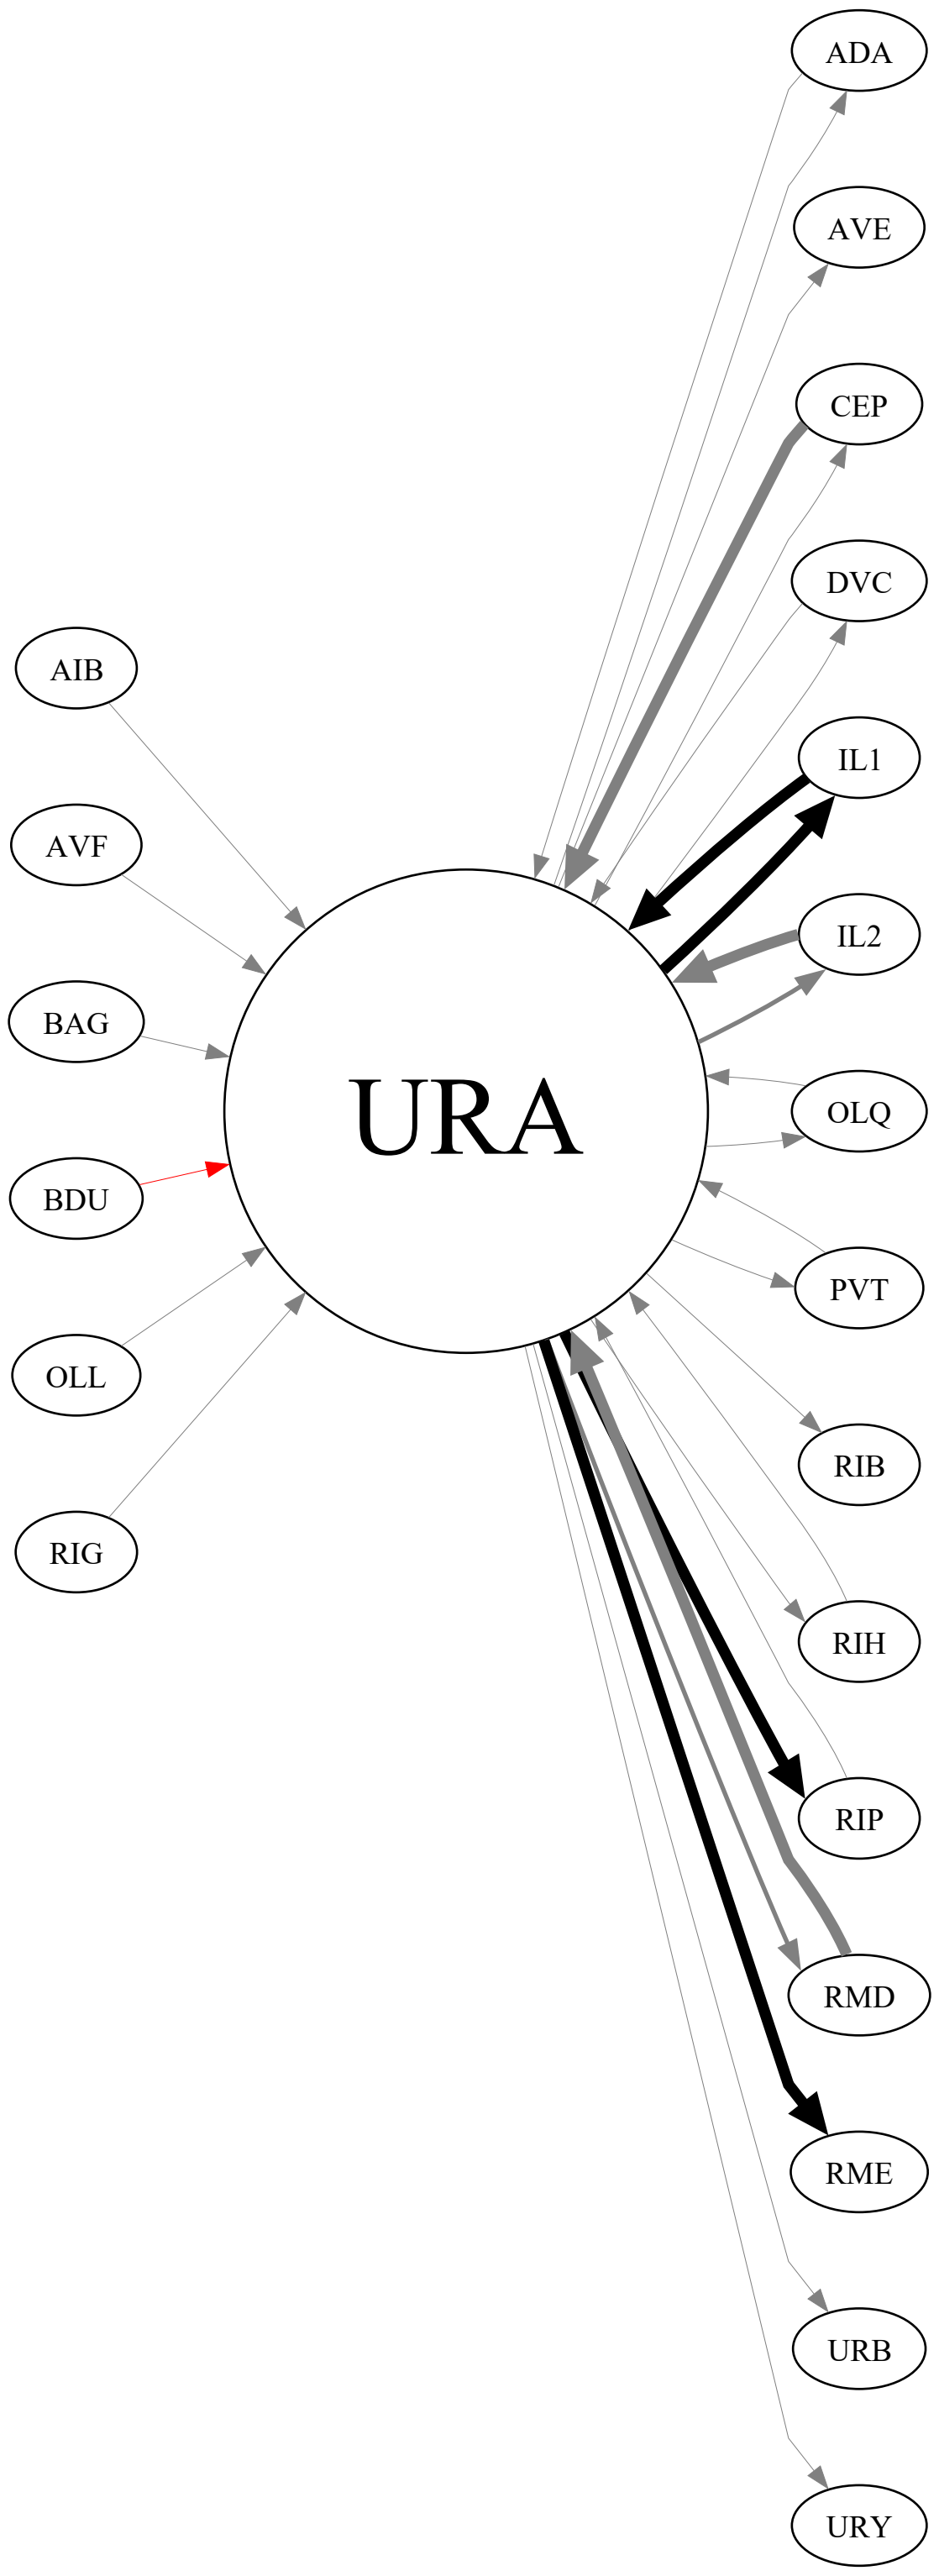 ADA
AVE
CEP
DVC
AIB
IL1
AVF
IL2
BAG
URA
OLQ
BDU
PVT
OLL
RIB
RIG
RIH
RIP
RMD
RME
URB
URY